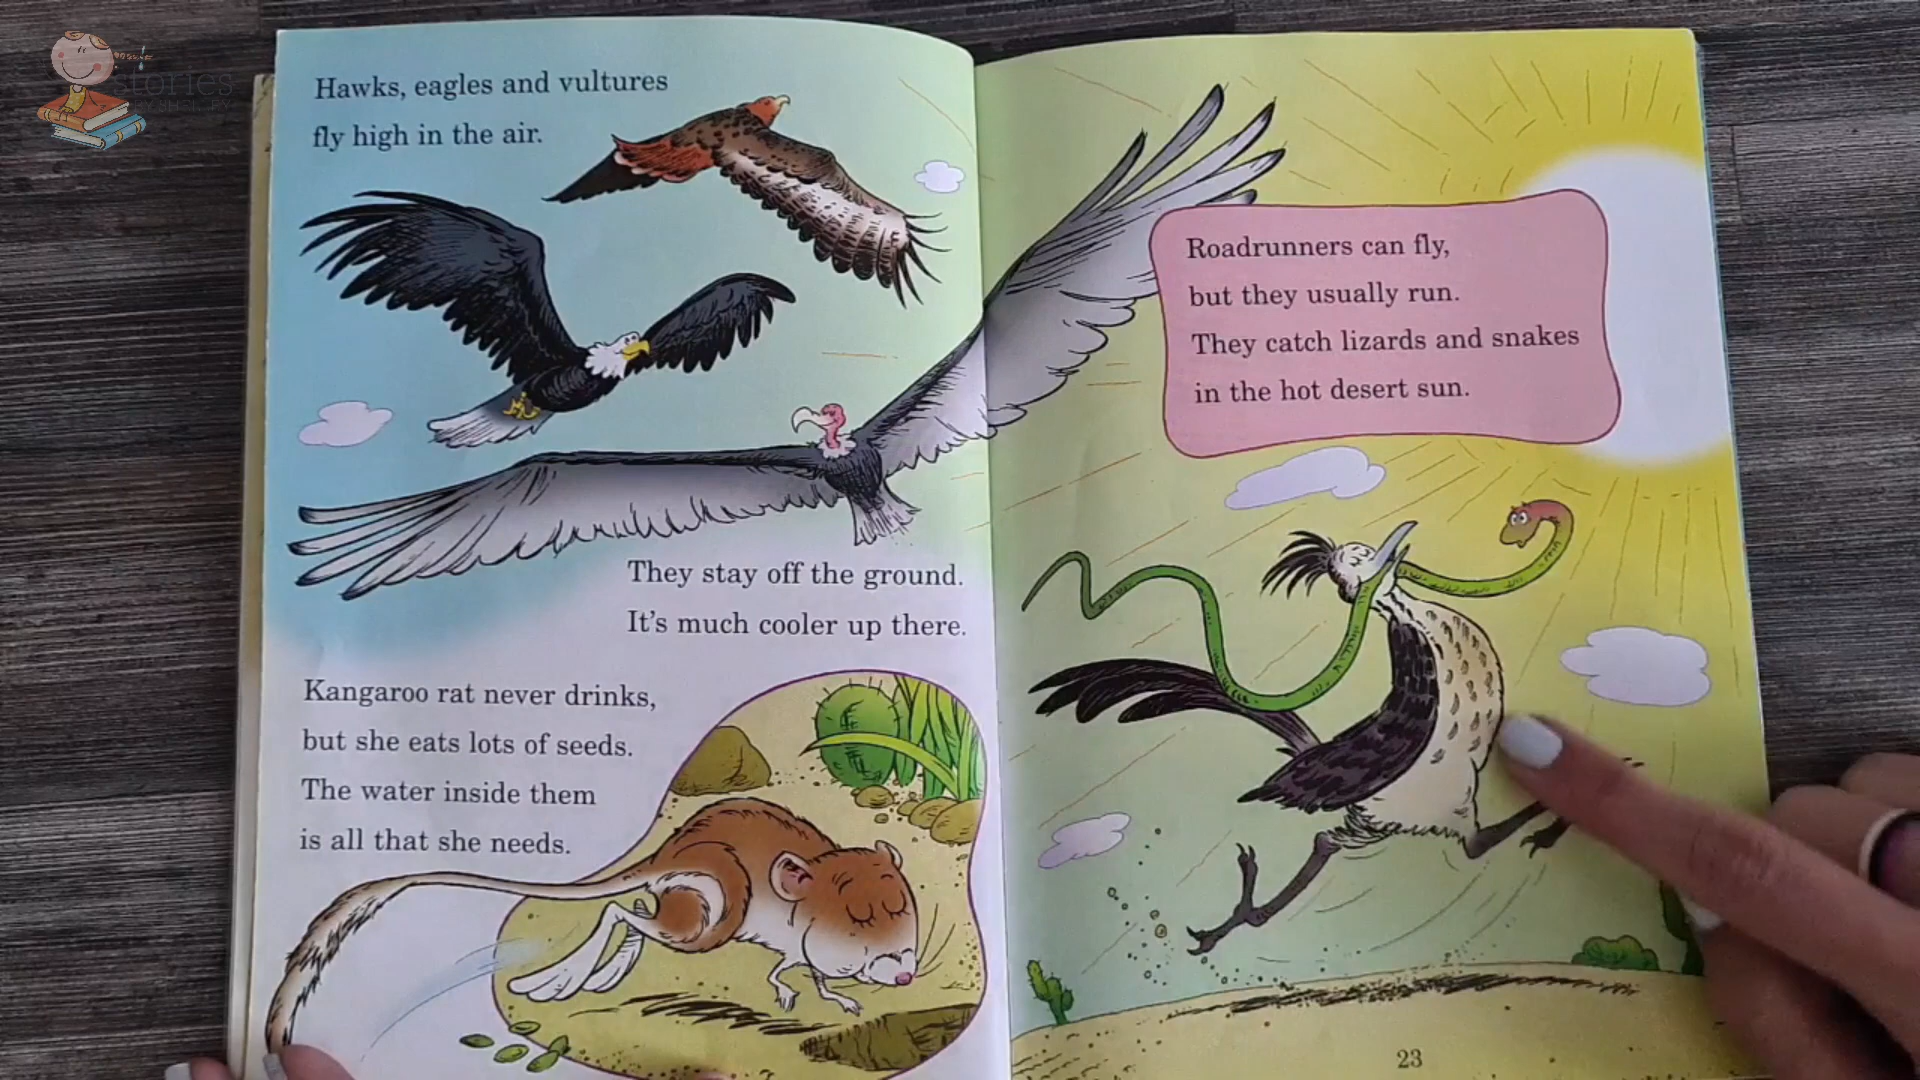 stories
Hawks, eagles and vultures
fly high in the air.
They stay off the ground.
It's much cooler up there.
Kangaroo rat never drinks,
but she eats lots of seeds.
The water inside them
is all that she needs.
Roadrunners can fly,
but they usually run.
They catch lizards and snakes
in the hot desert sun.
23